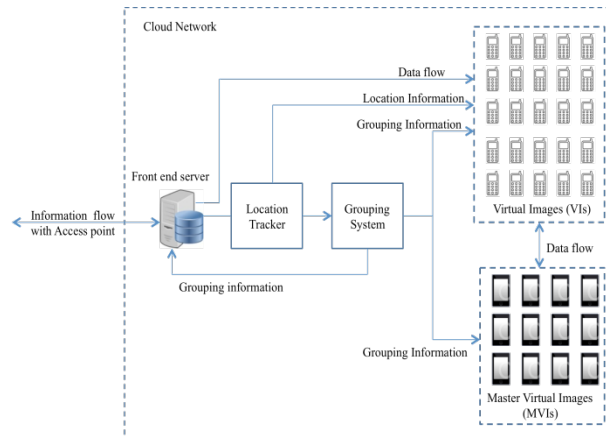 Cloud Network
Data flow
Location Information
Grouping Information
Front end server
Information flow
with Access point
Location
Tracker
Grouping
System
Virtual Images (VIs)
Data flow
Grouping information
Grouping Information
Master Virtual Images
(MVIs)